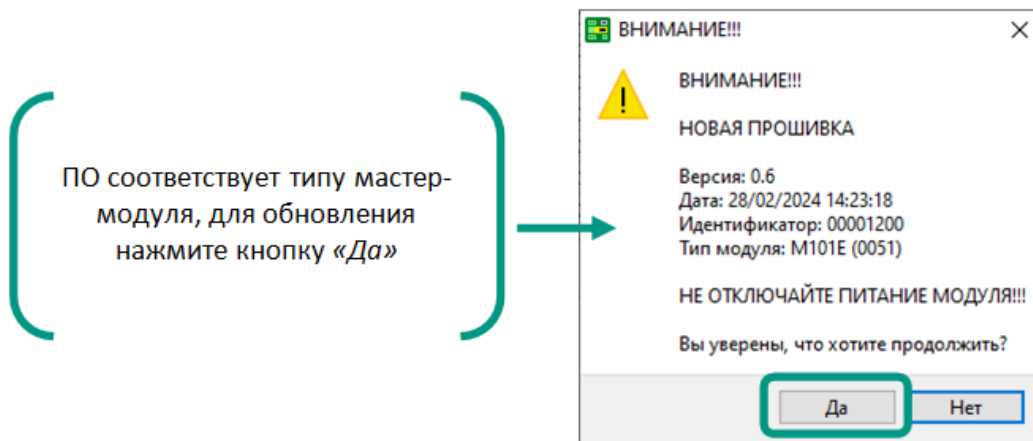 ПО соответствует типу мастер-
модуля, для обновления
нажмите кнопку «Да»
ВНИМАНИЕ!!!
ВНИМАНИЕ!!!
НОВАЯ ПРОШИВКА
Версия: 0.6
Дата: 28/02/2024 14:23:18
Идентификатор: 00001200
Тип модуля: M101E (0051)
НЕ ОТКЛЮЧАЙТЕ ПИТАНИЕ МОДУЛЯ!!!
Вы уверены, что хотите продолжить?
Да
Нет